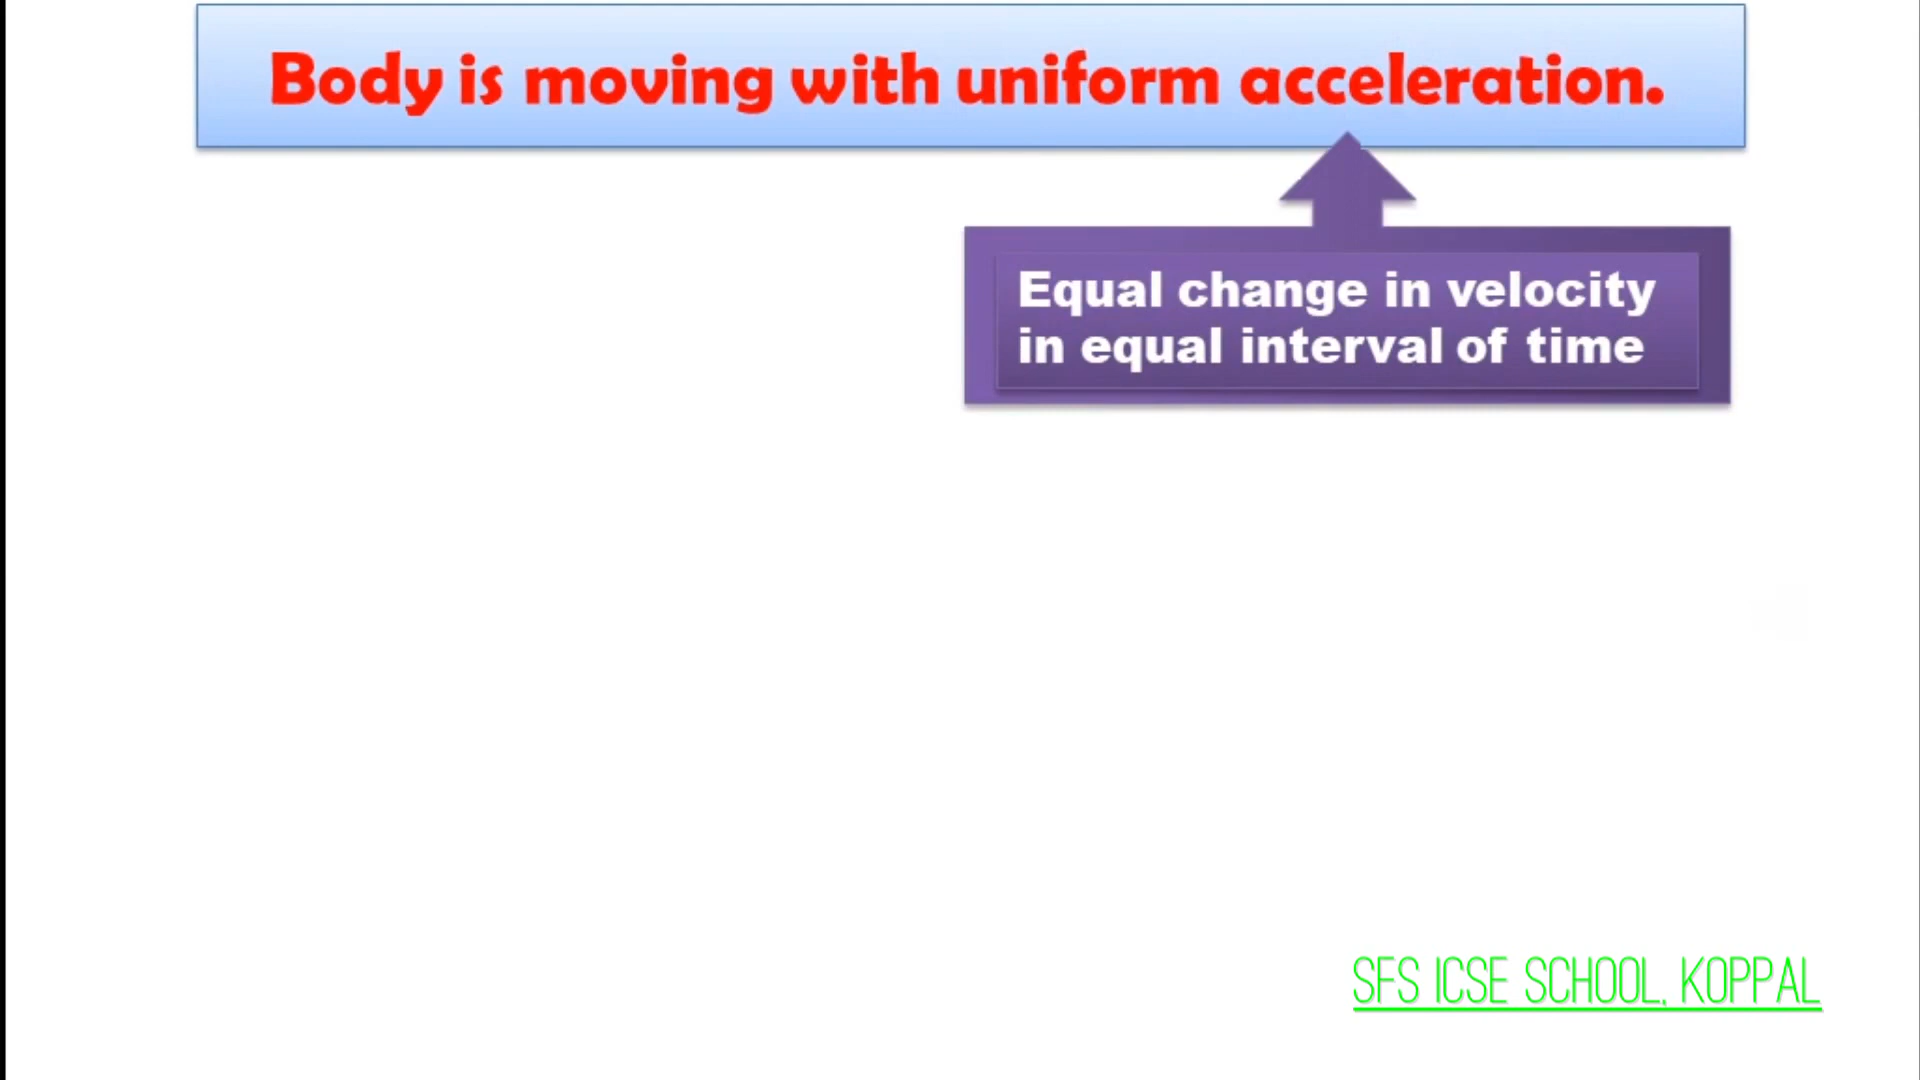 Body is moving with uniform acceleration.
Equal change in velocity
in equal interval of time
SFS ICSE SCHOOL, KOPPAL